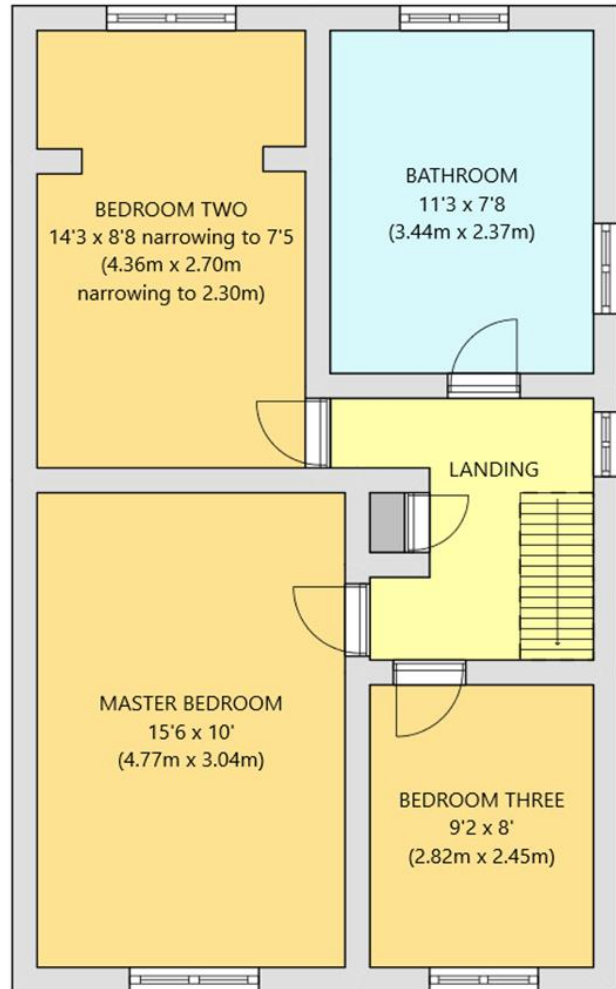 BEDROOM TWO
14'3 x 8'8 narrowing to 7'5
(4.36m x 2.70m
narrowing to 2.30m)
BATHROOM
11'3 x 7'8
(3.44m x 2.37m)
LANDING
MASTER BEDROOM
15'6 x 10'
(4.77m x 3.04m)
BEDROOM THREE
9'2 x 8'
(2.82m x 2.45m)